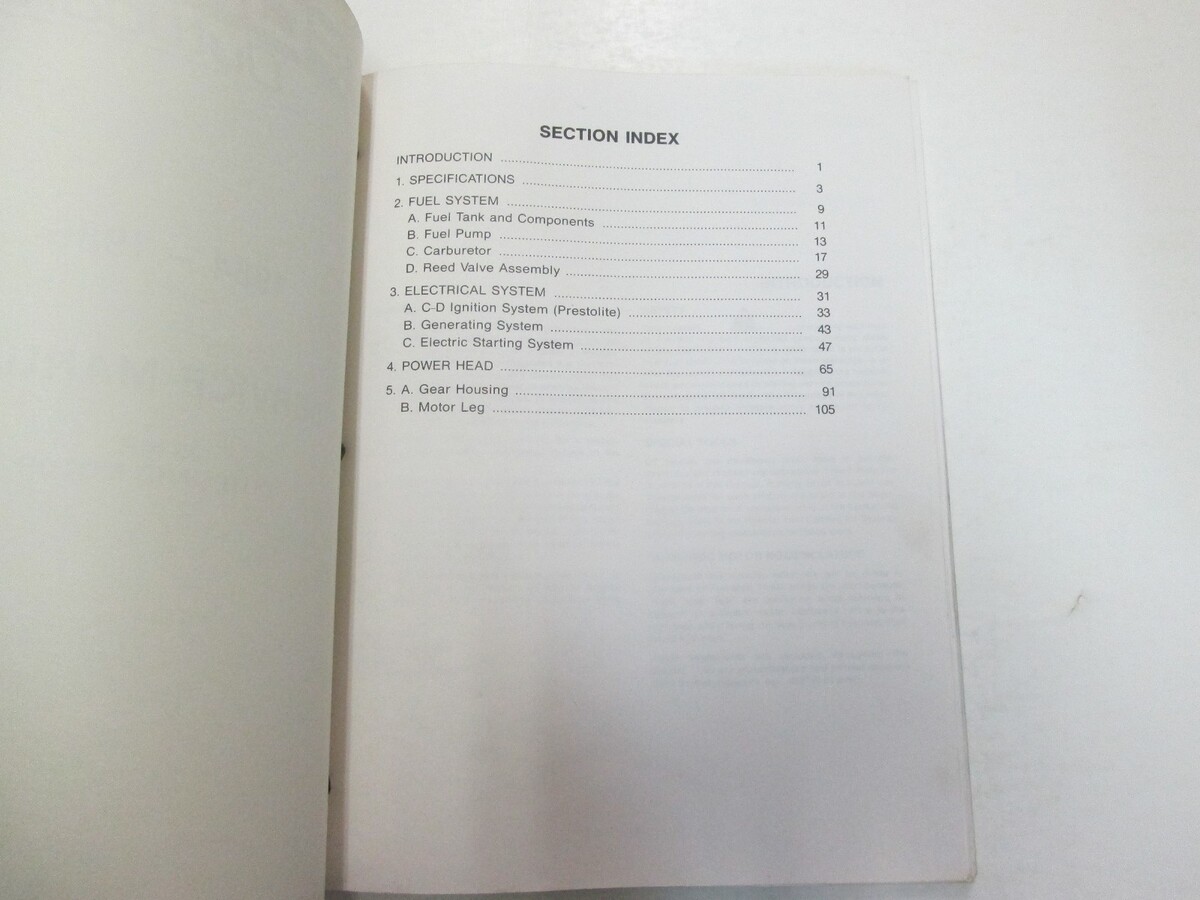 SECTION INDEX
INTRODUCTION ........ 1
1. SPECIFICATIONS ........ 3
2. FUEL SYSTEM ........ 9
A. Fuel Tank and Components ........ 11
B. Fuel Pump ........ 13
C. Carburetor ........ 17
D. Reed Valve Assembly ........ 29
3. ELECTRICAL SYSTEM ........ 31
A. C-D Ignition System (Prestolite) ........ 33
B. Generating System ........ 43
C. Electric Starting System ........ 47
4. POWER HEAD ........ 65
5. A. Gear Housing ........ 91
B. Motor Leg ........ 105